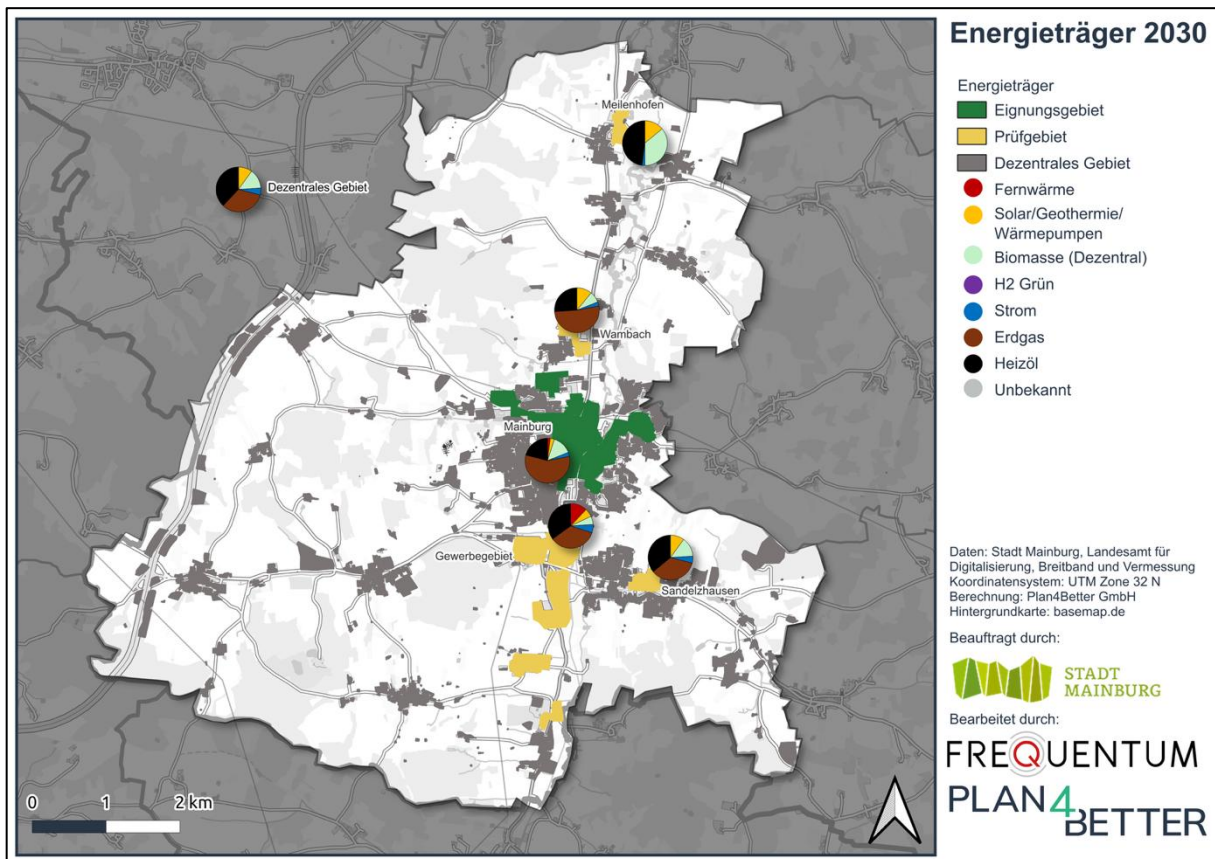 Energieträger 2030
Energieträger
Eignungsgebiet
Prüfgebiet
Dezentrales Gebiet
Fernwärme
Solar/Geothermie/
Wärmepumpen
Biomasse (Dezentral)
H2 Grün
Strom
Erdgas
Heizöl
Unbekannt
Meilenhofen
Dezentrales Gebiet
Wambach
Mainburg
Gewerbegebiet
Sandelzhausen
0 1 2 km
Daten: Stadt Mainburg, Landesamt für
Digitalisierung, Breitband und Vermessung
Koordinatensystem: UTM Zone 32 N
Berechnung: Plan4Better GmbH
Hintergrundkarte: basemap.de
Beauftragt durch:
STADT
MAINBURG
Bearbeitet durch:
FREQUENTUM
PLAN4
BETTER